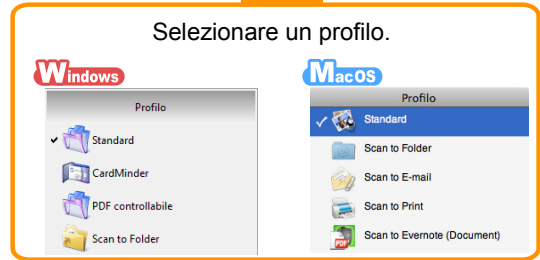 Selezionare un profilo.
Windows
Profilo
Standard
CardMinder
PDF controllabile
Scan to Folder
MacOS
Profilo
Standard
Scan to Folder
Scan to E-mail
Scan to Print
Scan to Evernote (Document)
PDF